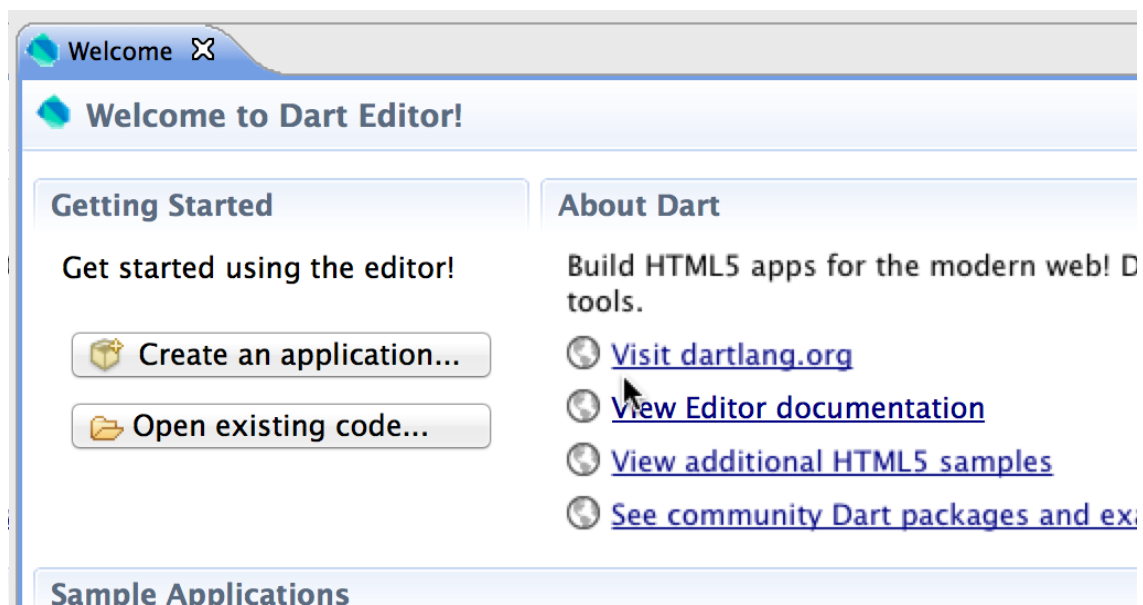 Welcome
Welcome to Dart Editor!
Getting Started
Get started using the editor!
Create an application...
Open existing code...
About Dart
Build HTML5 apps for the modern web! D
tools.
Visit dartlang.org
View Editor documentation
View additional HTML5 samples
See community Dart packages and exa
Sample Applications